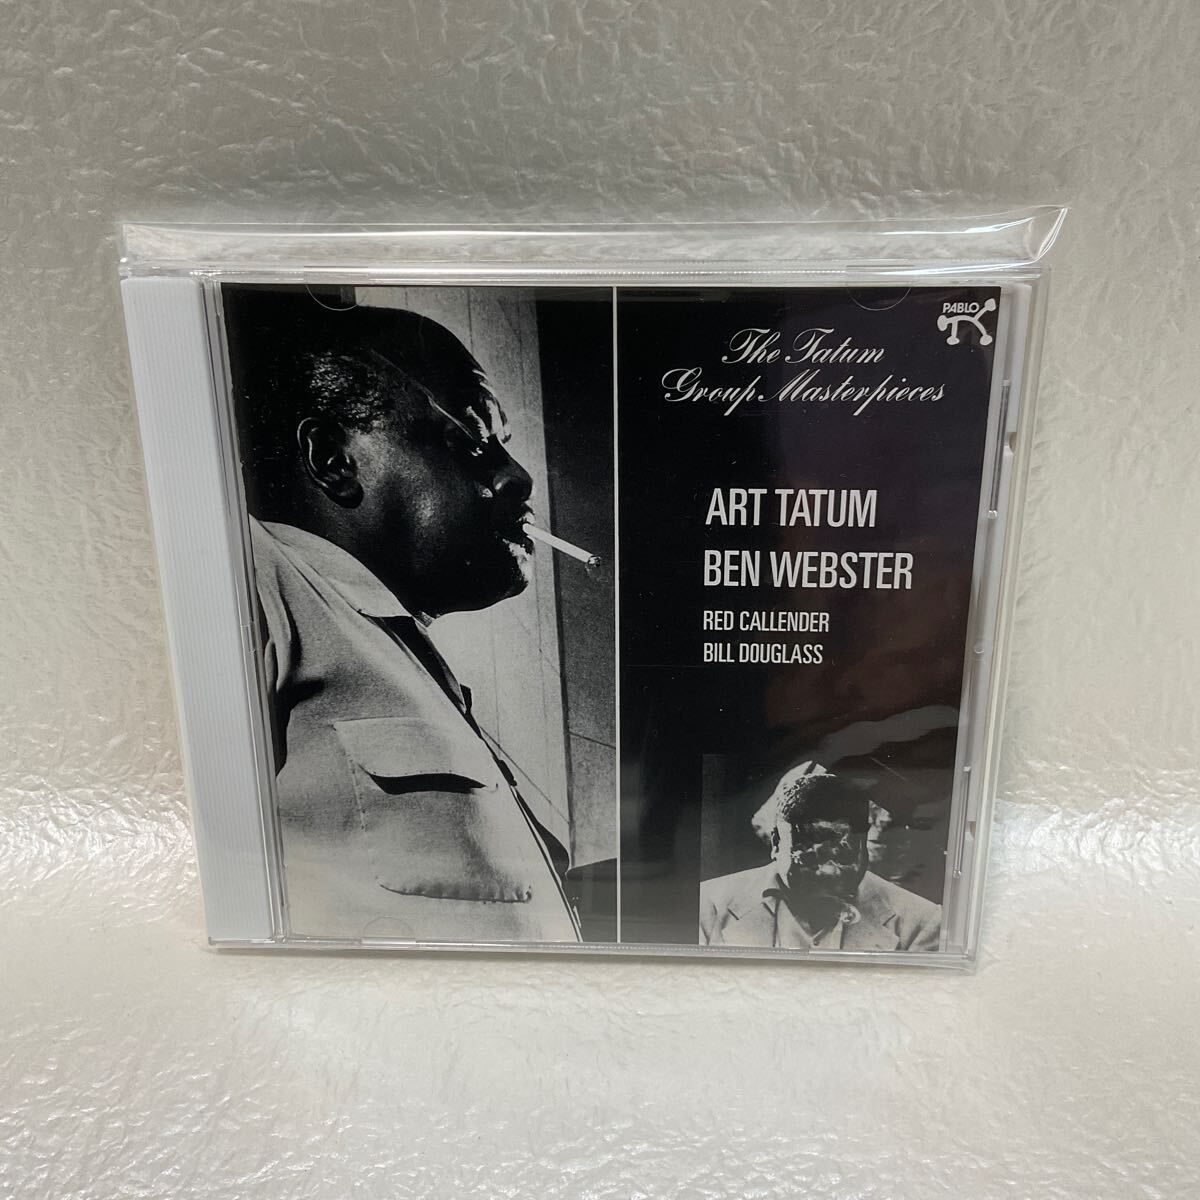 PABLO
The Tatum
Group Masterpieces
ART TATUM
BEN WEBSTER
RED CALLENDER
BILL DOUGLASS